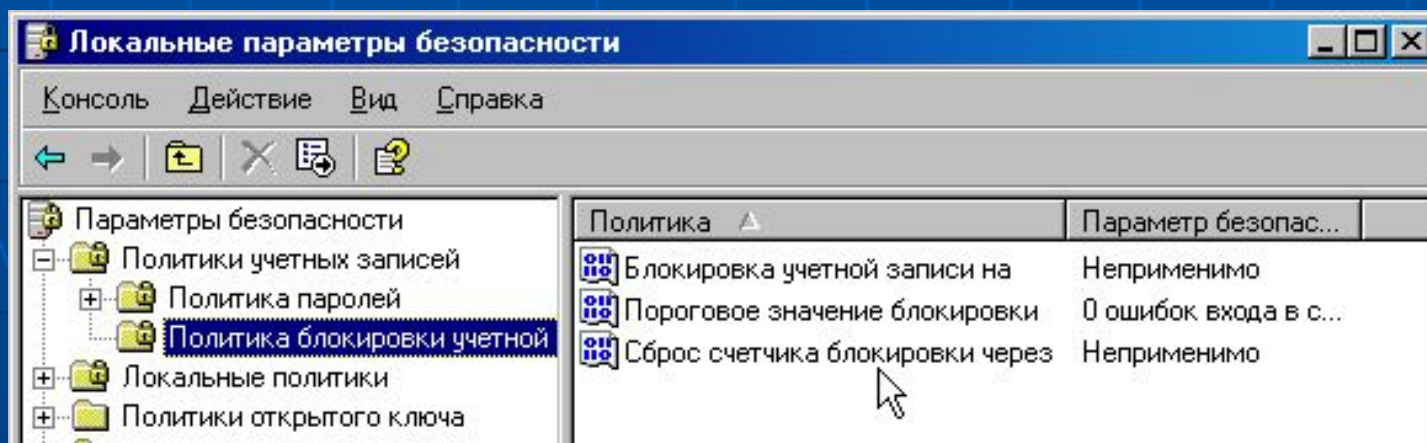 Локальные параметры безопасности
Консоль Действие Вид Справка
Параметры безопасности
Политики учетных записей
Политика паролей
Политика блокировки учетной
Локальные политики
Политики открытого ключа
Политика Параметр безопас...
Блокировка учетной записи на Неприменимо
Пороговое значение блокировки 0 ошибок входа в с...
Сброс счетчика блокировки через Неприменимо